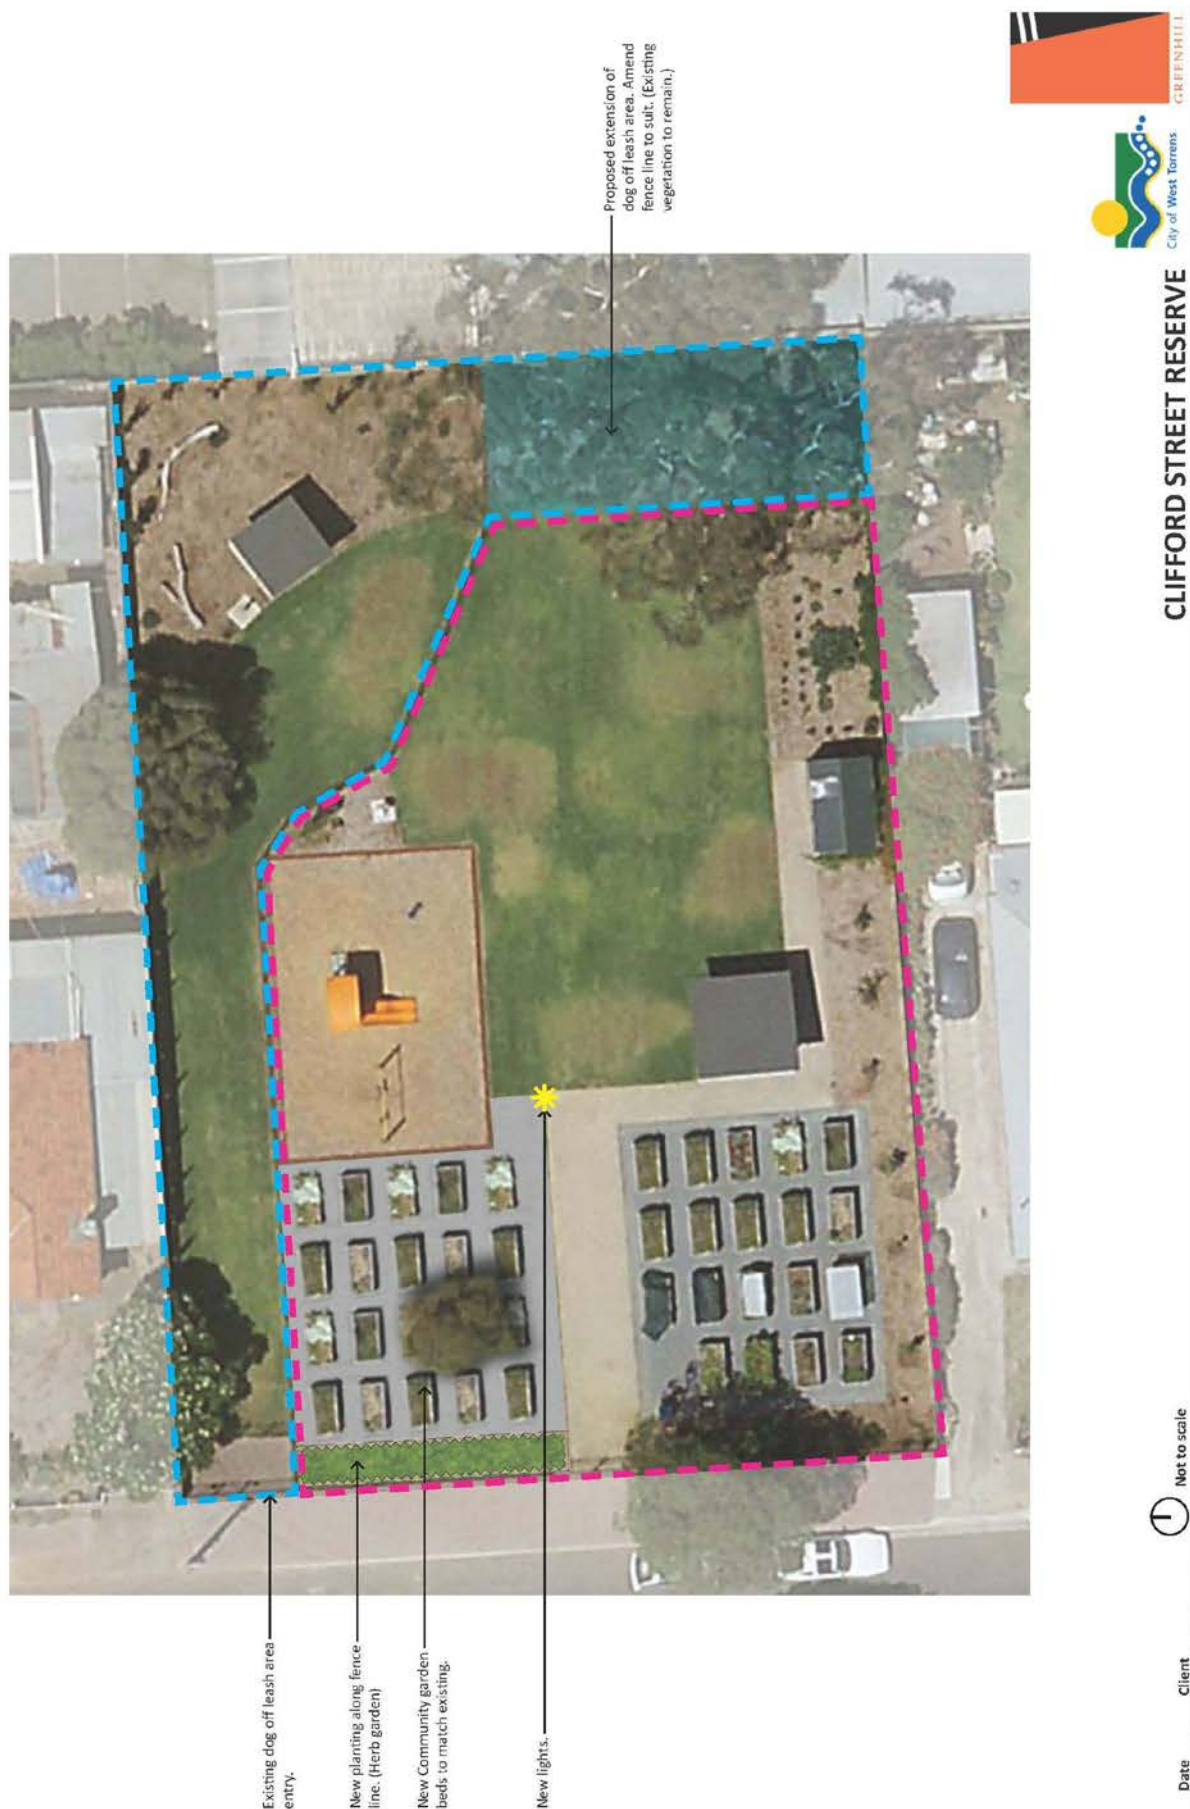 Existing dog off leash area
entry.
New planting along fence
line. (Herb garden)
New Community garden
beds to match existing.
New lights.
Proposed extension of
dog off leash area. Amend
fence line to suit. (Existing
vegetation to remain.)
Date
Client
Not to scale
CLIFFORD STREET RESERVE
City of West Torrens
GREENHILL